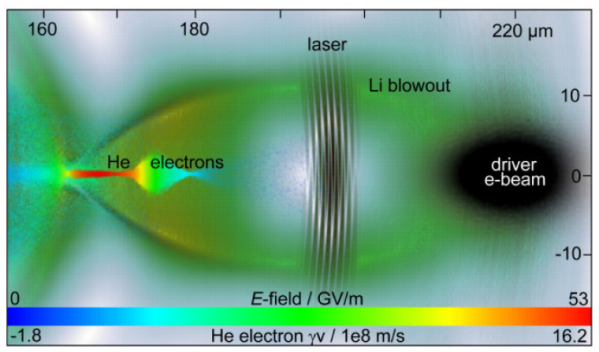 160 180 220 μm
laser
Li blowout
10
He electrons
driver
e-beam
0
-10
0 E-field / GV/m 53
-1.8 He electron γv / 1e8 m/s 16.2